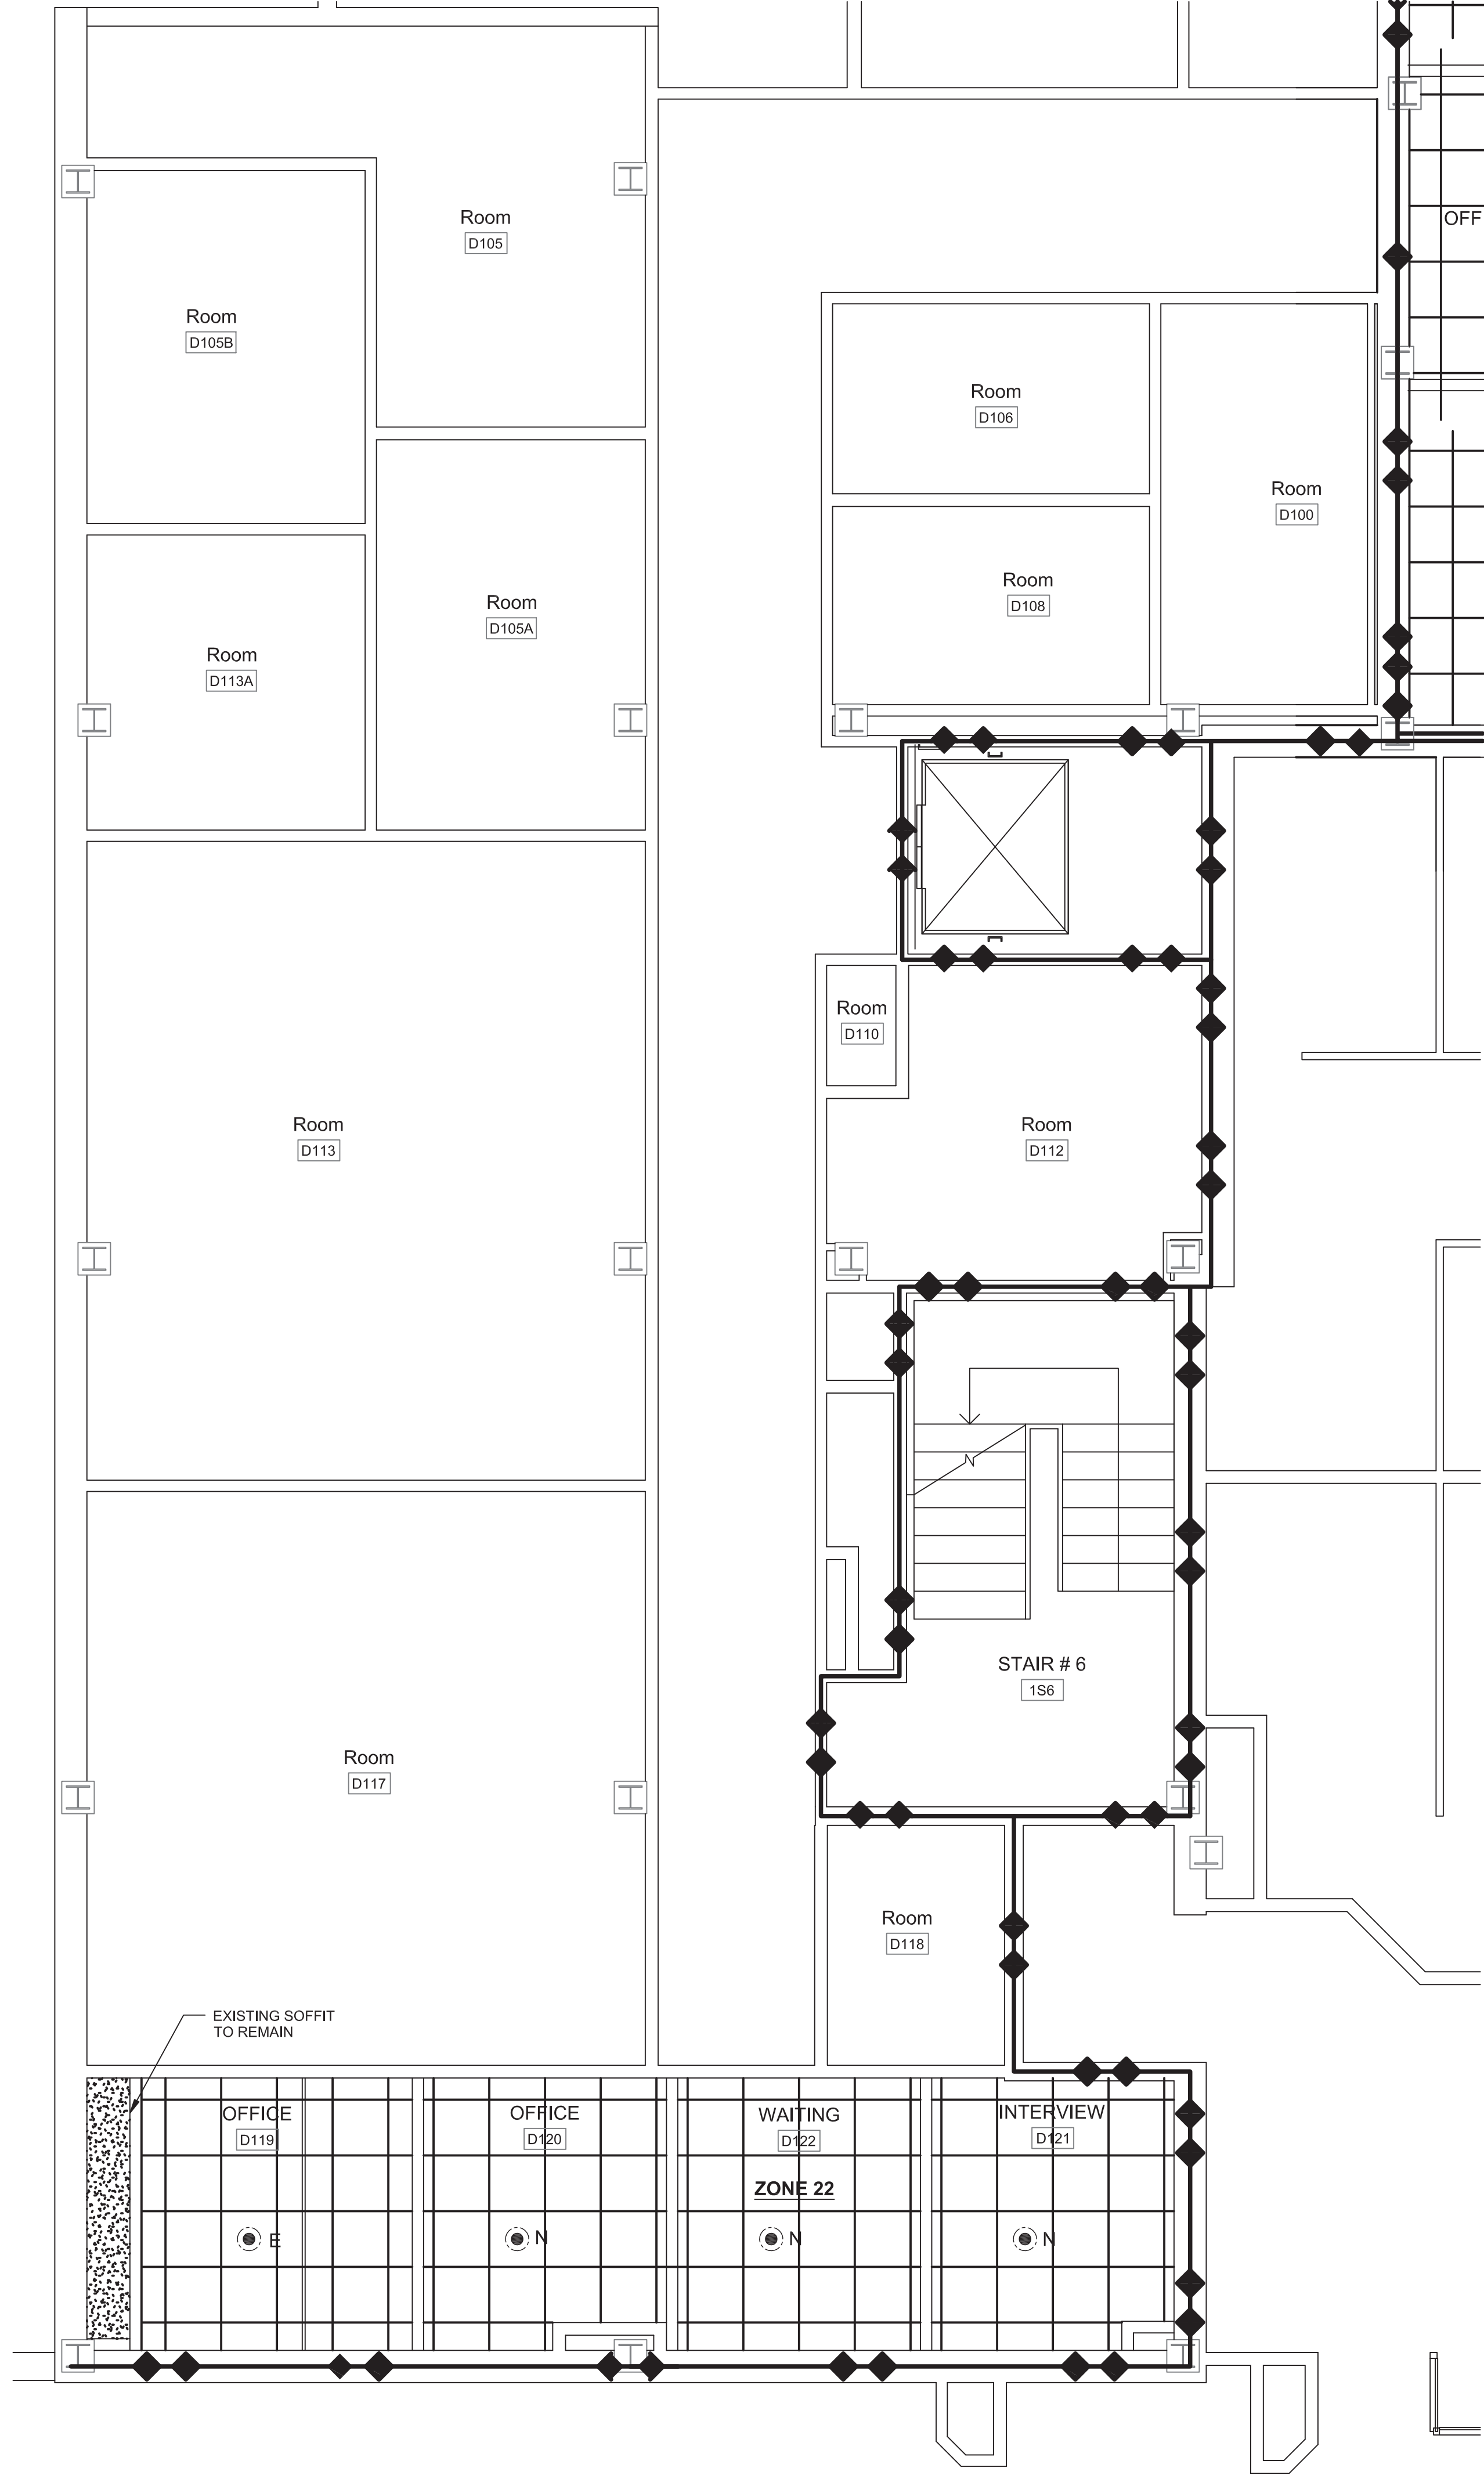 OFF
Room
D105
Room
D105B
Room
D106
Room
D100
Room
D108
Room
D105A
Room
D113A
Room
D110
Room
D113
Room
D112
STAIR # 6
1S6
Room
D117
Room
D118
EXISTING SOFFIT
TO REMAIN
OFFICE
D119
OFFICE
D120
WAITING
D122
INTERVIEW
D121
ZONE 22
E
N
N
N